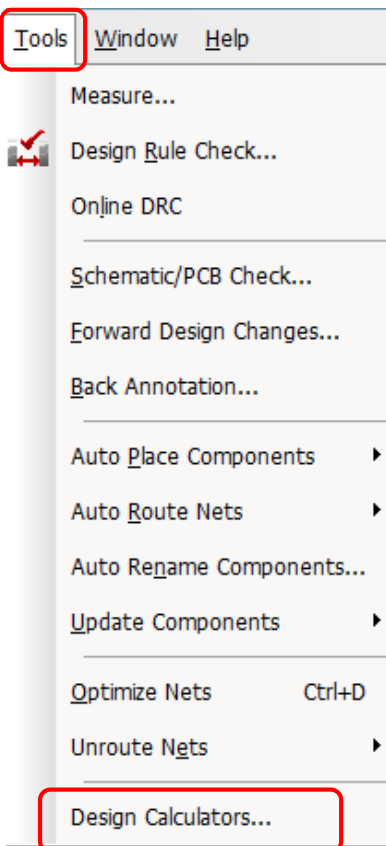 Tools Window Help
Measure...
Design Rule Check...
Online DRC
Schematic/PCB Check...
Forward Design Changes...
Back Annotation...
Auto Place Components
Auto Route Nets
Auto Rename Components...
Update Components
Optimize Nets Ctrl+D
Unroute Nets
Design Calculators...